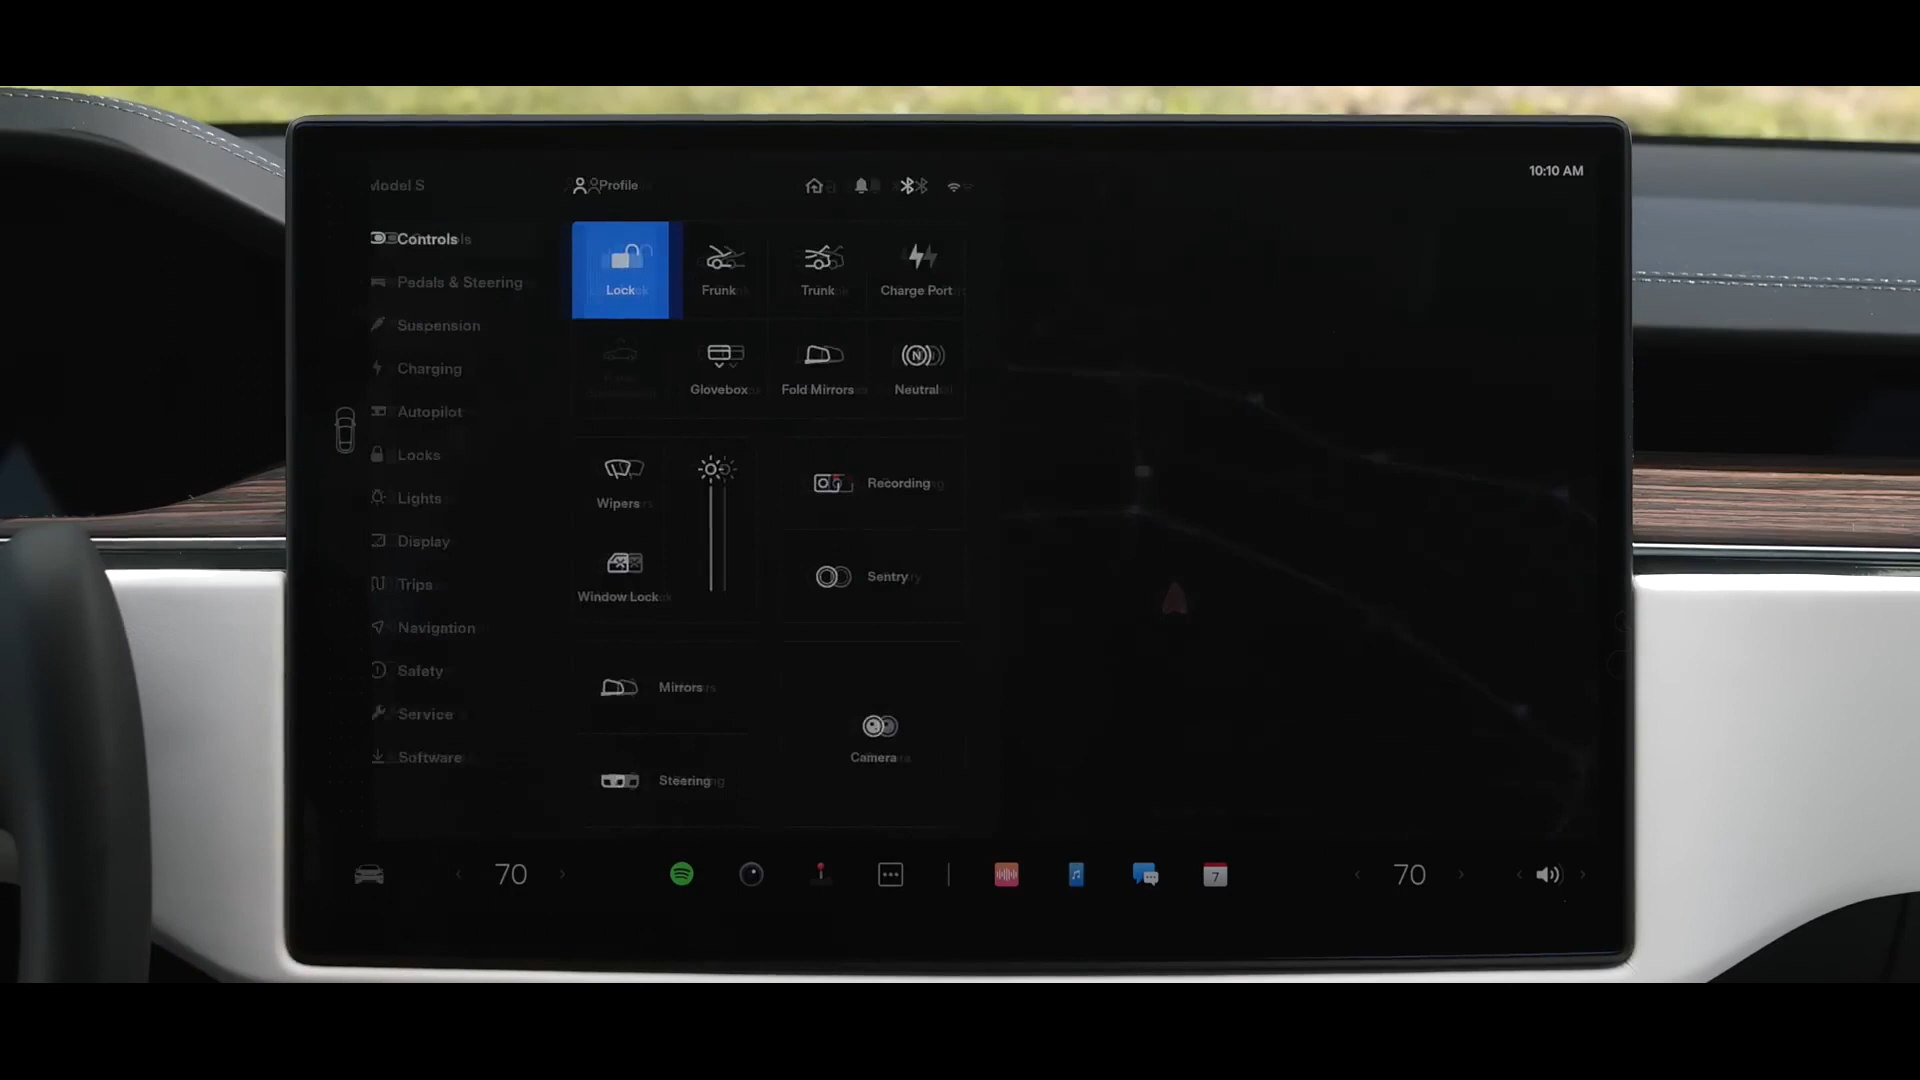 Model S
Profile
10:10 AM
Controls
Pedals & Steering
Suspension
Charging
Autopilot
Locks
Lights
Display
Trips
Navigation
Safety
Service
Software
Lock
Frunk
Trunk
Charge Port
Glovebox
Fold Mirrors
N
Neutral
Wipers
Window Lock
Recording
Sentry
Mirrors
Steering
Camera
70
7
70